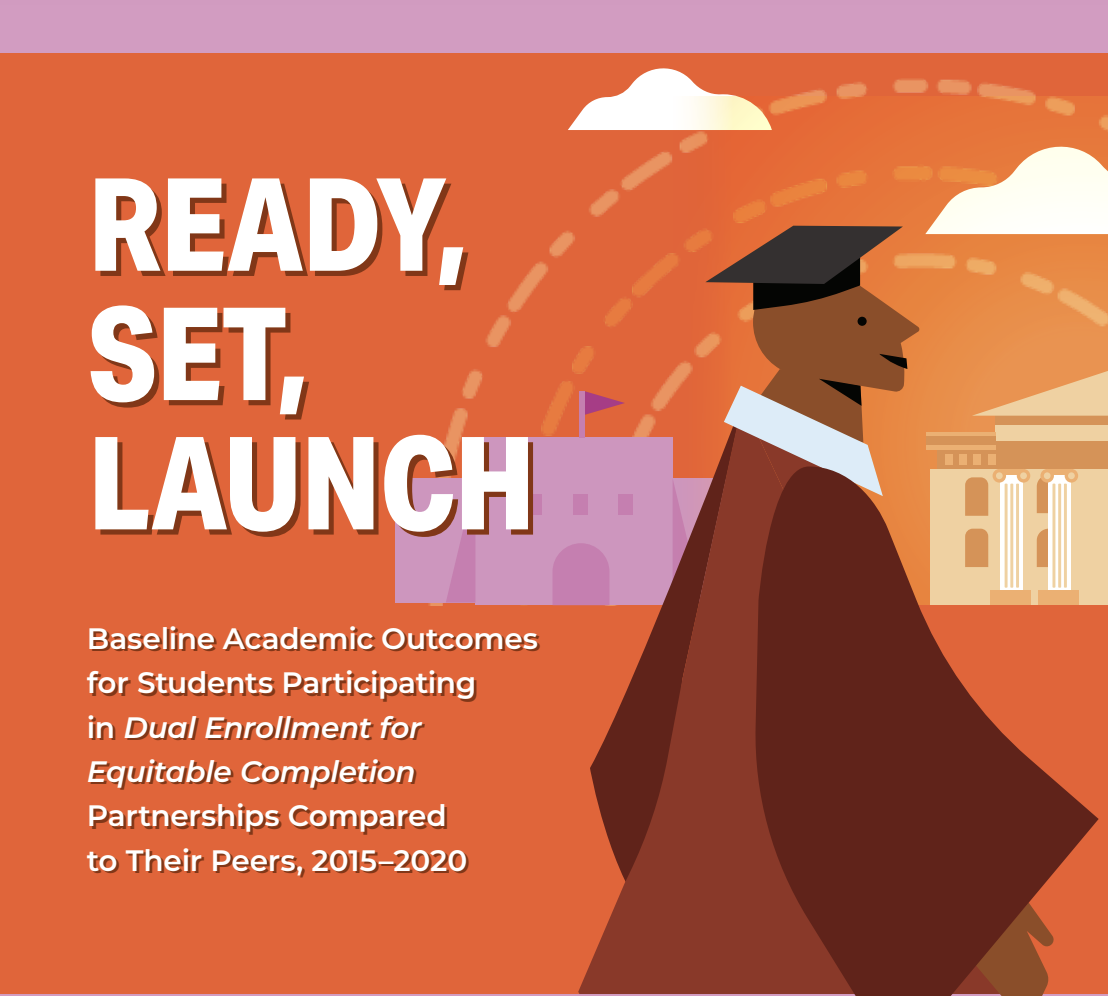 READY,
SET,
LAUNCH
Baseline Academic Outcomes
for Students Participating
in Dual Enrollment for
Equitable Completion
Partnerships Compared
to Their Peers, 2015–2020